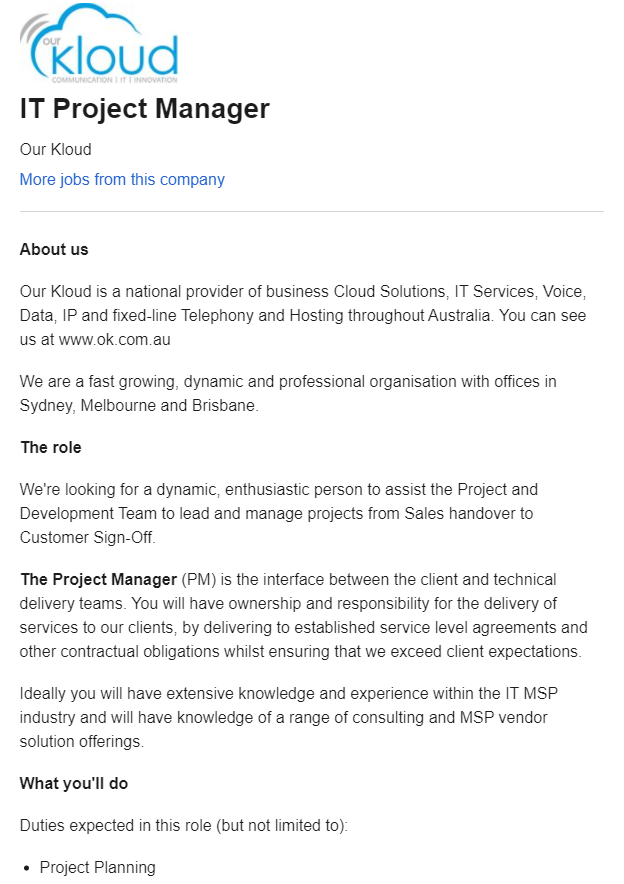 our
kloud
COMMUNICATION | IT | INNOVATION
IT Project Manager
Our Kloud
More jobs from this company
About us
Our Kloud is a national provider of business Cloud Solutions, IT Services, Voice,
Data, IP and fixed-line Telephony and Hosting throughout Australia. You can see
us at www.ok.com.au
We are a fast growing, dynamic and professional organisation with offices in
Sydney, Melbourne and Brisbane.
The role
We're looking for a dynamic, enthusiastic person to assist the Project and
Development Team to lead and manage projects from Sales handover to
Customer Sign-Off.
The Project Manager (PM) is the interface between the client and technical
delivery teams. You will have ownership and responsibility for the delivery of
services to our clients, by delivering to established service level agreements and
other contractual obligations whilst ensuring that we exceed client expectations.
Ideally you will have extensive knowledge and experience within the IT MSP
industry and will have knowledge of a range of consulting and MSP vendor
solution offerings.
What you'll do
Duties expected in this role (but not limited to):
• Project Planning